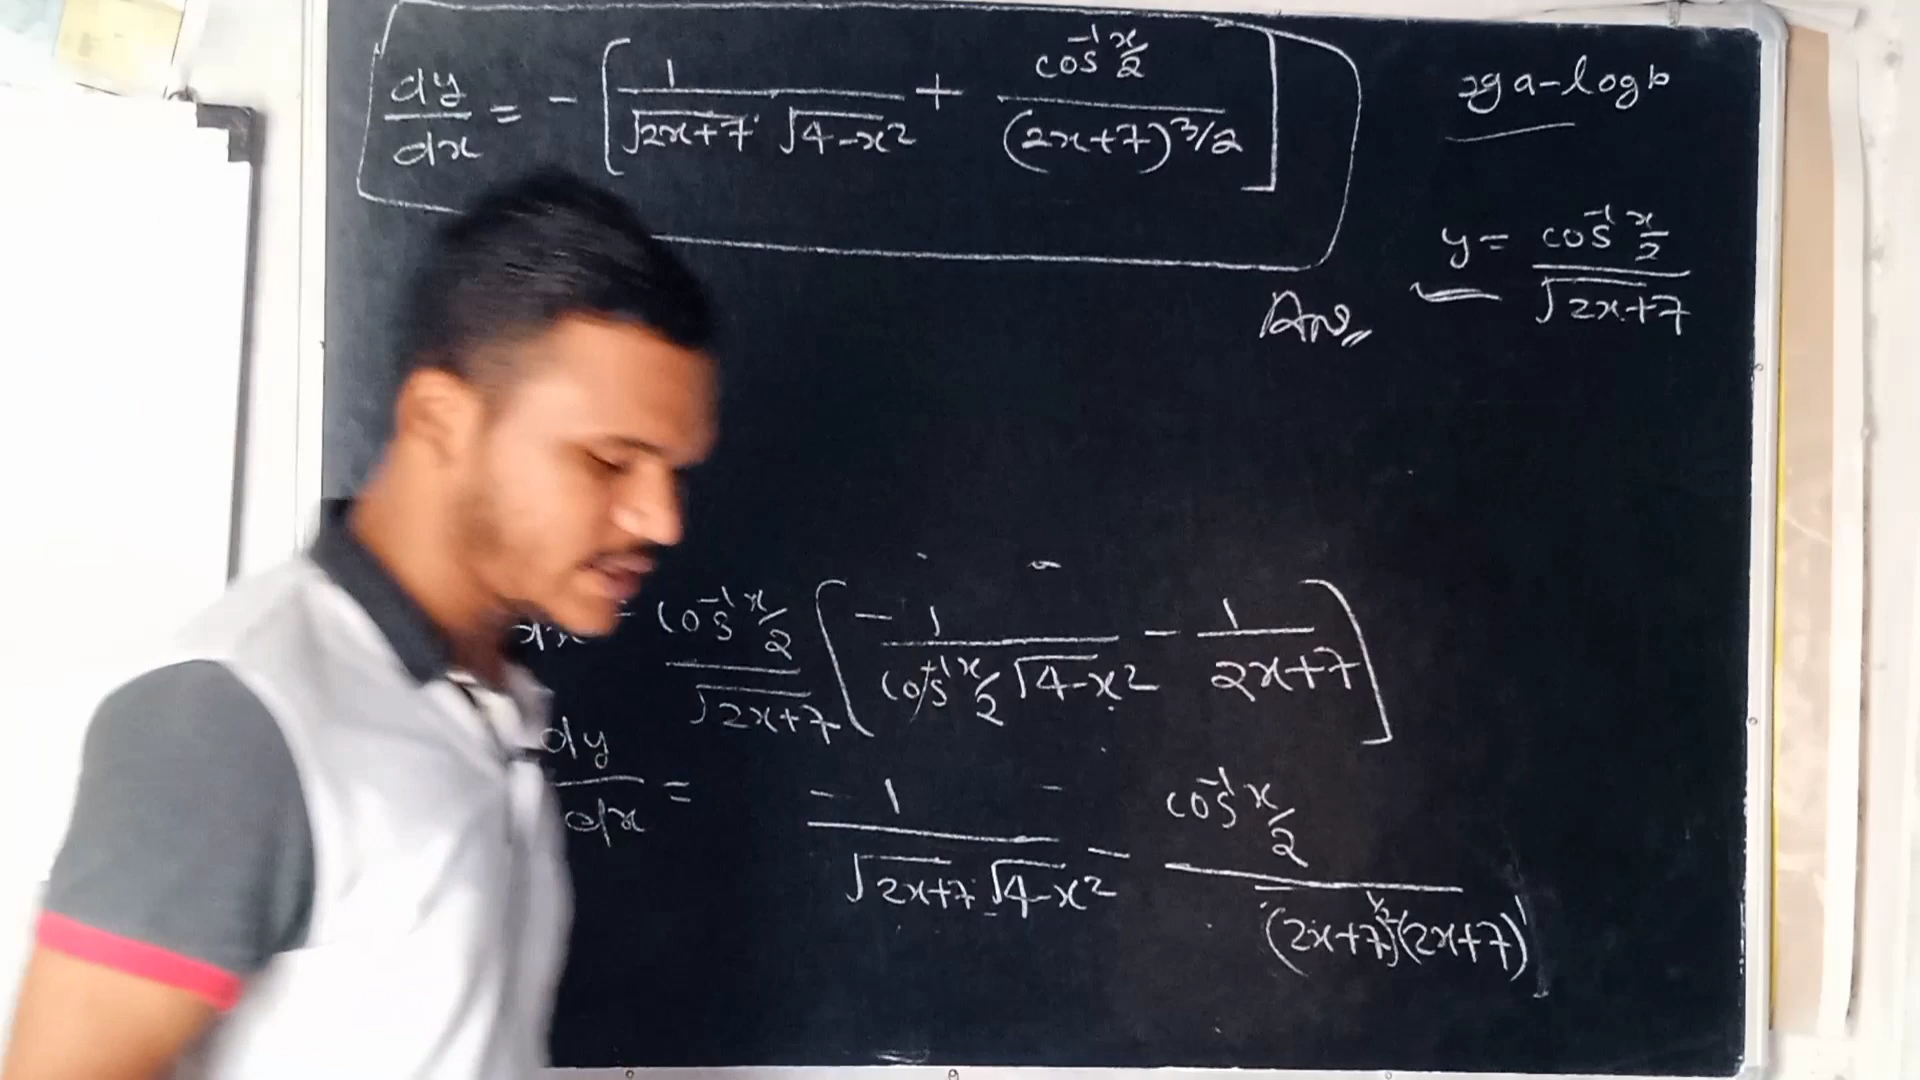 dy/dx = - [ 1/(√2x+7 √4-x²) + cos⁻¹ x/2/(2x+7)^3/2 ]
log a - log b
y = cos⁻¹ x/2 / √2x+7
Ans
dx = cos⁻¹ x/2 / √2x+7 [ -1/(cos⁻¹ x/2 √4-x²) - 1/(2x+7) ]
dy/dx = -1/(√2x+7 √4-x²) - cos⁻¹ x/2 / (2x+7)^1/2 (2x+7)^1